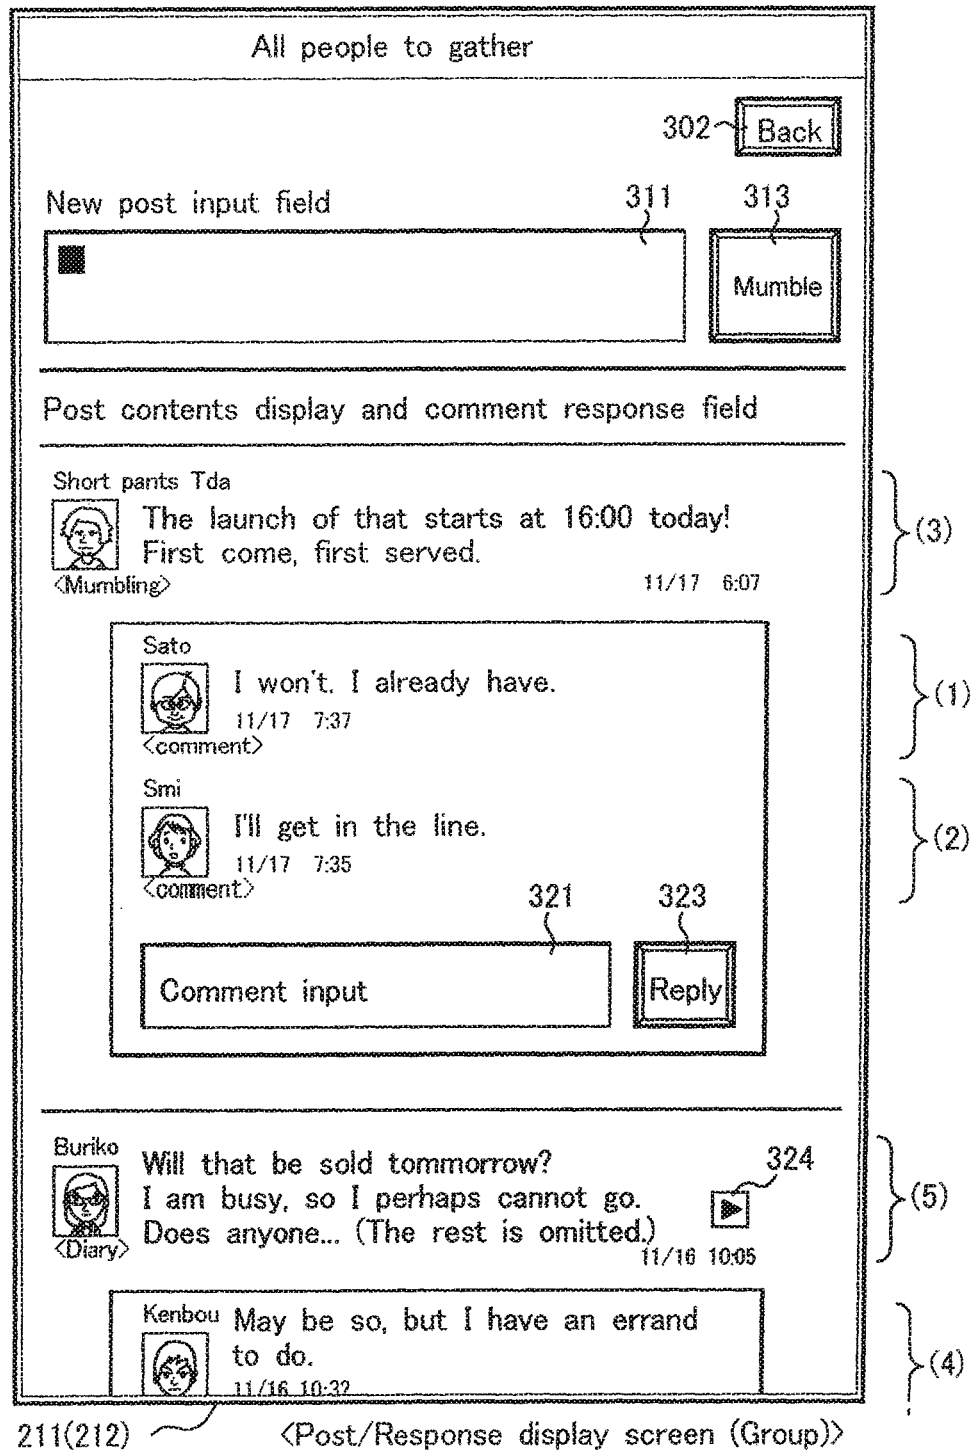 All people to gather
302 Back
New post input field 311 313
Mumble
Post contents display and comment response field
Short pants Tda
The launch of that starts at 16:00 today!
First come, first served.
<Mumbling> 11/17 6:07
(3)
Sato
I won't. I already have.
11/17 7:37
<comment>
(1)
Smi
I'll get in the line.
11/17 7:35
<comment>
(2)
321 323
Comment input Reply
Buriko
Will that be sold tommorrow?
I am busy, so I perhaps cannot go.
Does anyone... (The rest is omitted.)
<Diary> 11/16 10:05
324
(5)
Kenbou
May be so, but I have an errand
to do.
11/16 10:32
(4)
211(212) <Post/Response display screen (Group)>